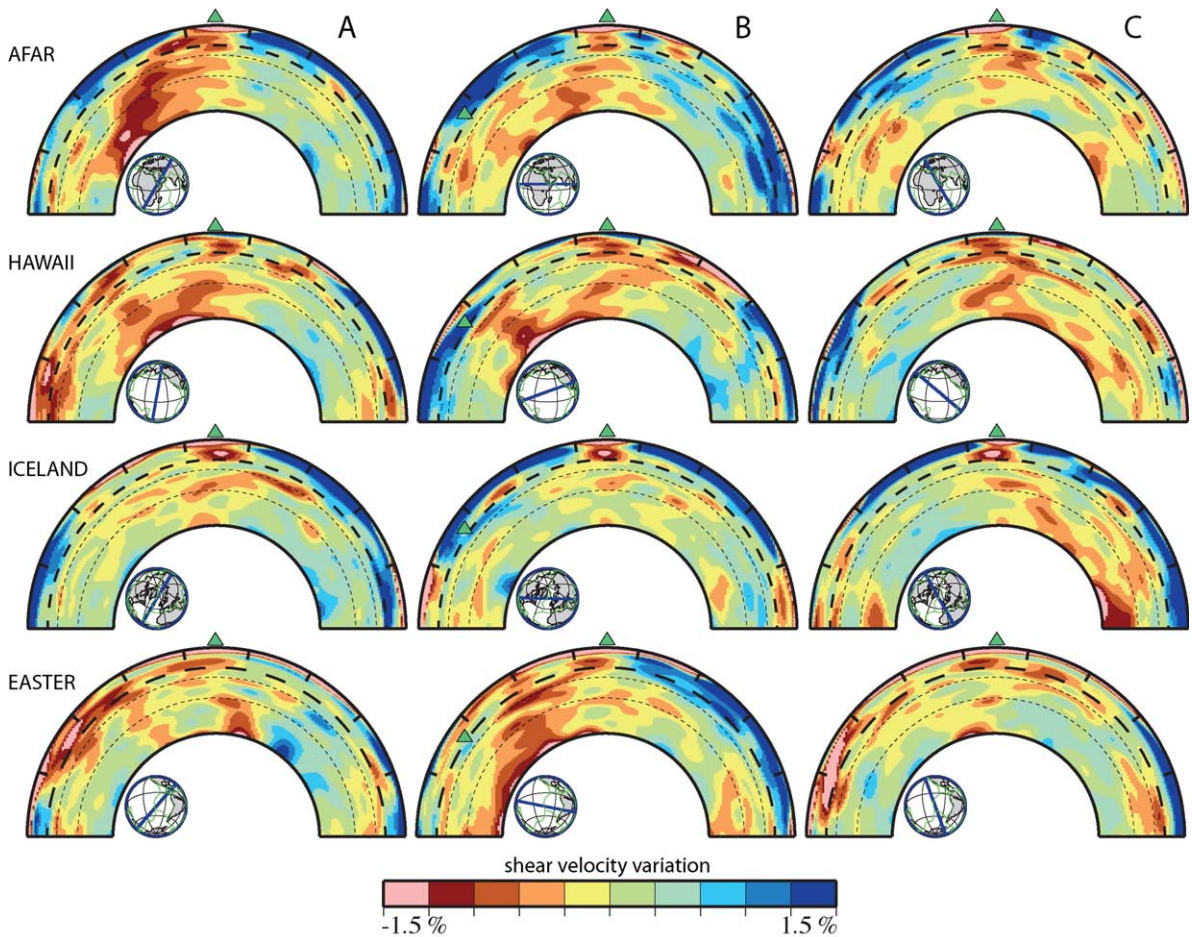 A B C
AFAR
HAWAII
ICELAND
EASTER
shear velocity variation
-1.5 % 1.5 %